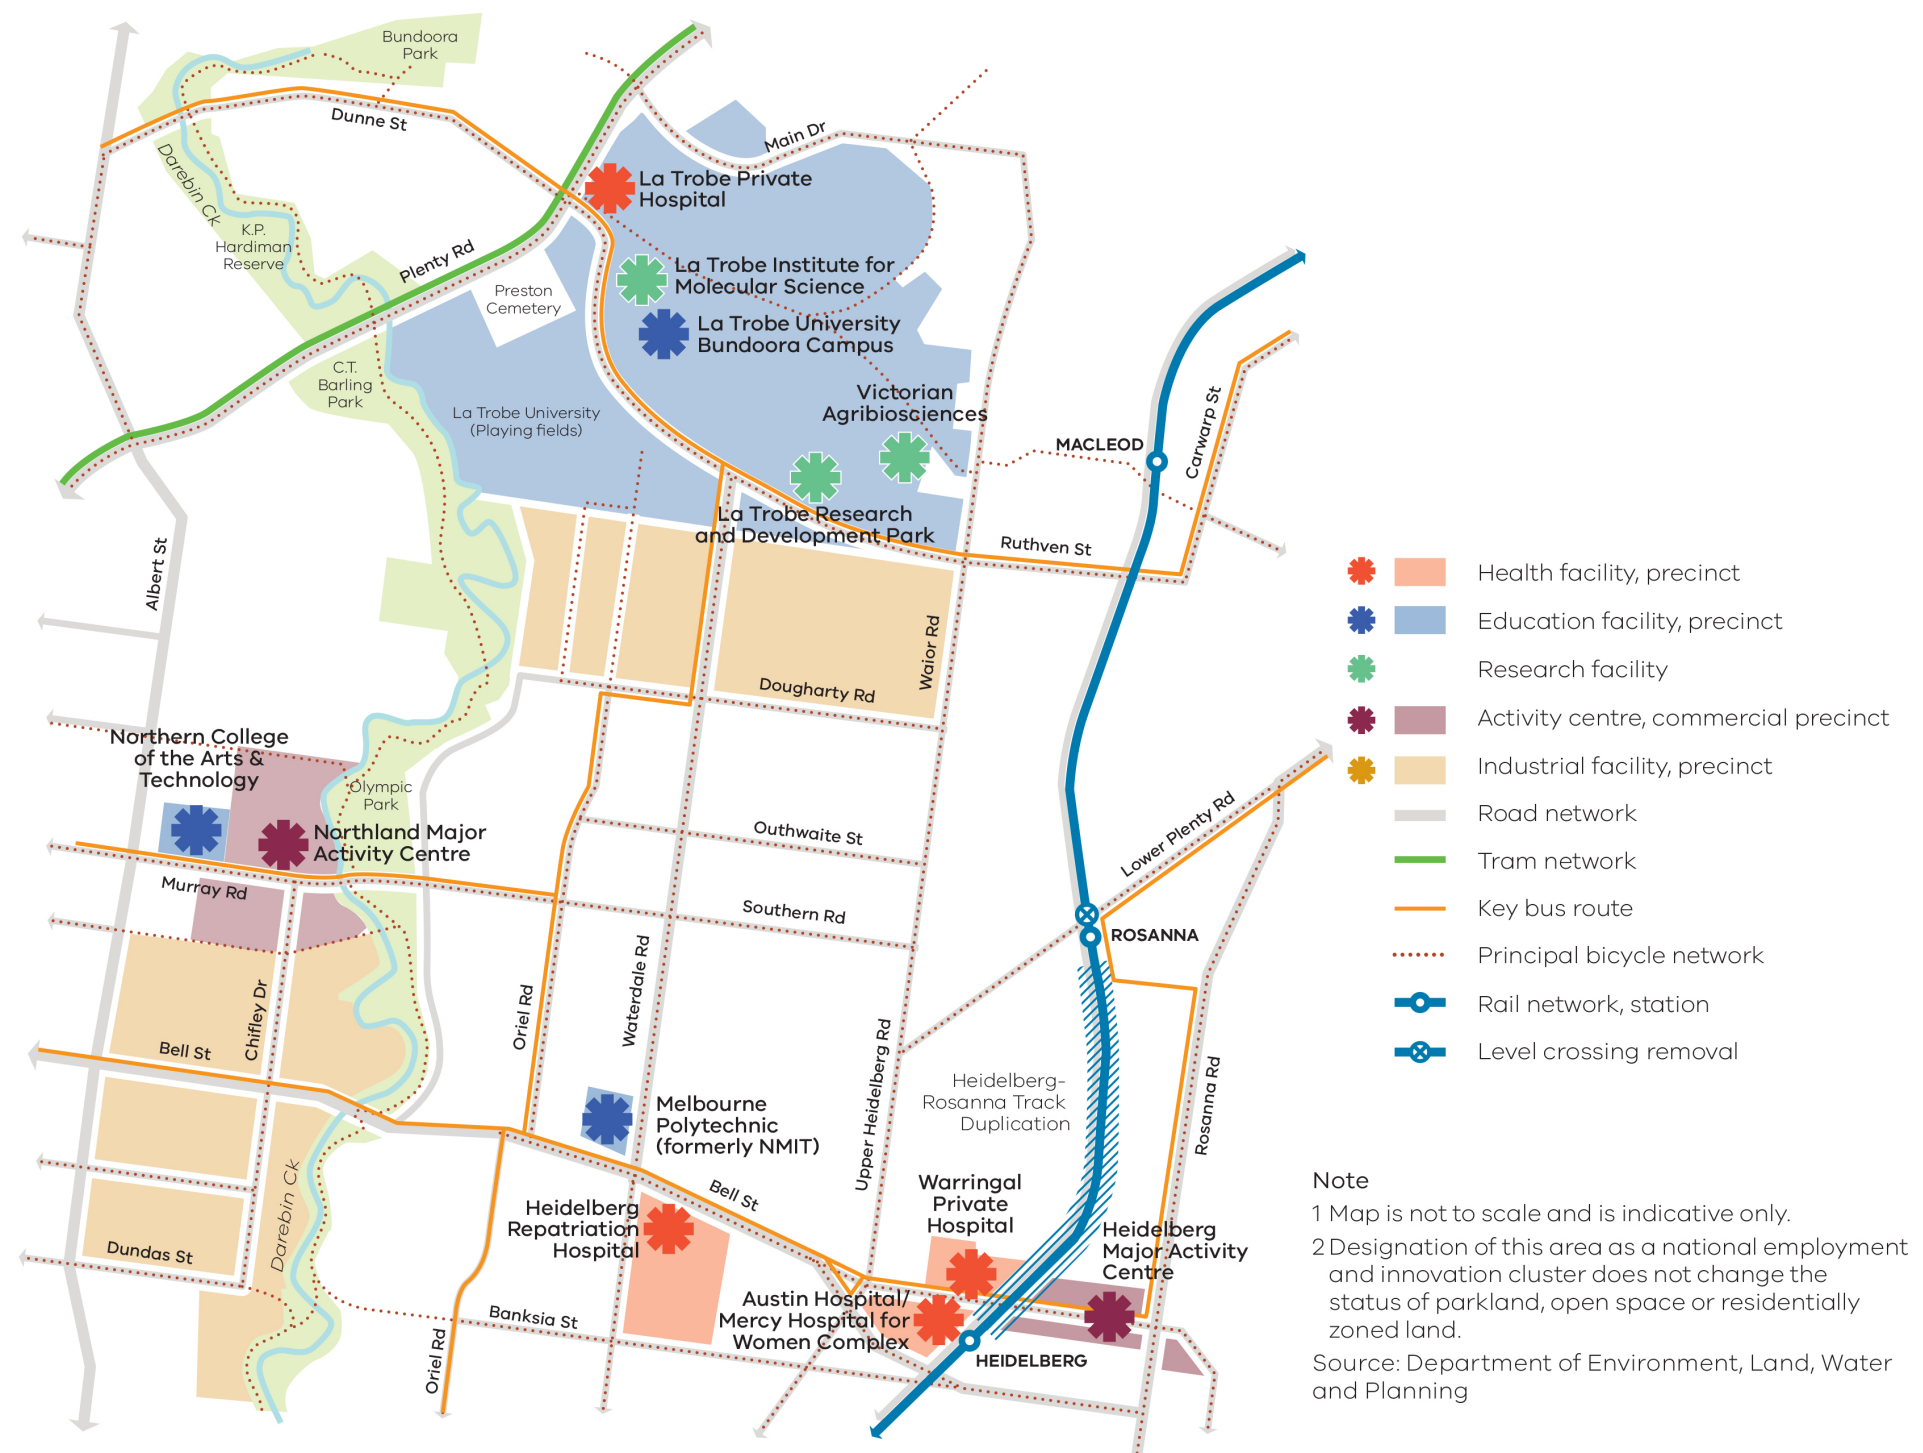 Bundoora
Park
Dunne St
Main Dr
Darebin Ck
La Trobe Private
Hospital
K.P.
Hardiman
Reserve
Plenty Rd
La Trobe Institute for
Molecular Science
Preston
Cemetery
La Trobe University
Bundoora Campus
C.T.
Barling
Park
Victorian
Agribiosciences
La Trobe University
(Playing fields)
MACLEOD
Carwarp St
La Trobe Research
and Development Park
Ruthven St
Albert St
Waior Rd
Dougharty Rd
Northern College
of the Arts &
Technology
Olympic
Park
Northland Major
Activity Centre
Outhwaite St
Lower Plenty Rd
Murray Rd
Southern Rd
ROSANNA
Waterdale Rd
Chifley Dr
Oriel Rd
Upper Heidelberg Rd
Bell St
Heidelberg-
Rosanna Track
Duplication
Rosanna Rd
Melbourne
Polytechnic
(formerly NMIT)
Darebin Ck
Bell St
Warringal
Private
Hospital
Heidelberg
Repatriation
Hospital
Heidelberg
Major Activity
Centre
Dundas St
Austin Hospital/
Mercy Hospital for
Women Complex
Banksia St
Oriel Rd
HEIDELBERG
Health facility, precinct
Education facility, precinct
Research facility
Activity centre, commercial precinct
Industrial facility, precinct
Road network
Tram network
Key bus route
Principal bicycle network
Rail network, station
Level crossing removal
Note
1 Map is not to scale and is indicative only.
2 Designation of this area as a national employment
and innovation cluster does not change the
status of parkland, open space or residentially
zoned land.
Source: Department of Environment, Land, Water
and Planning